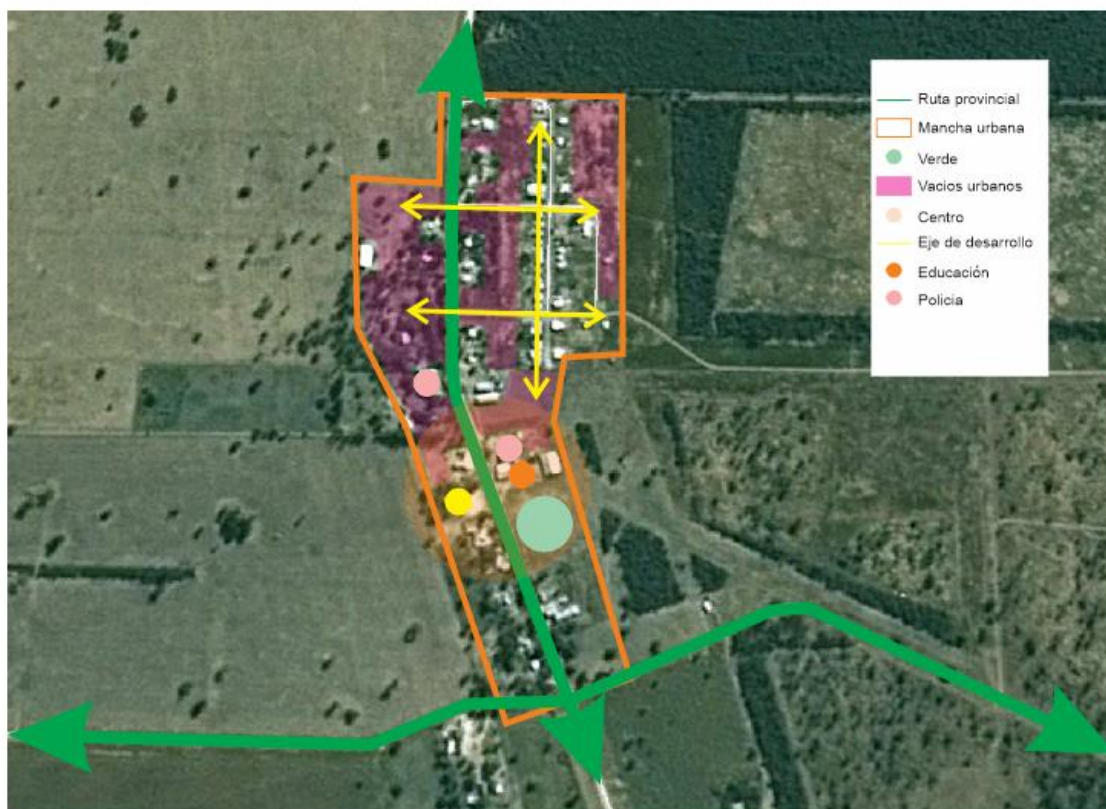 Ruta provincial
Mancha urbana
Verde
Vacios urbanos
Centro
Eje de desarrollo
Educación
Policia